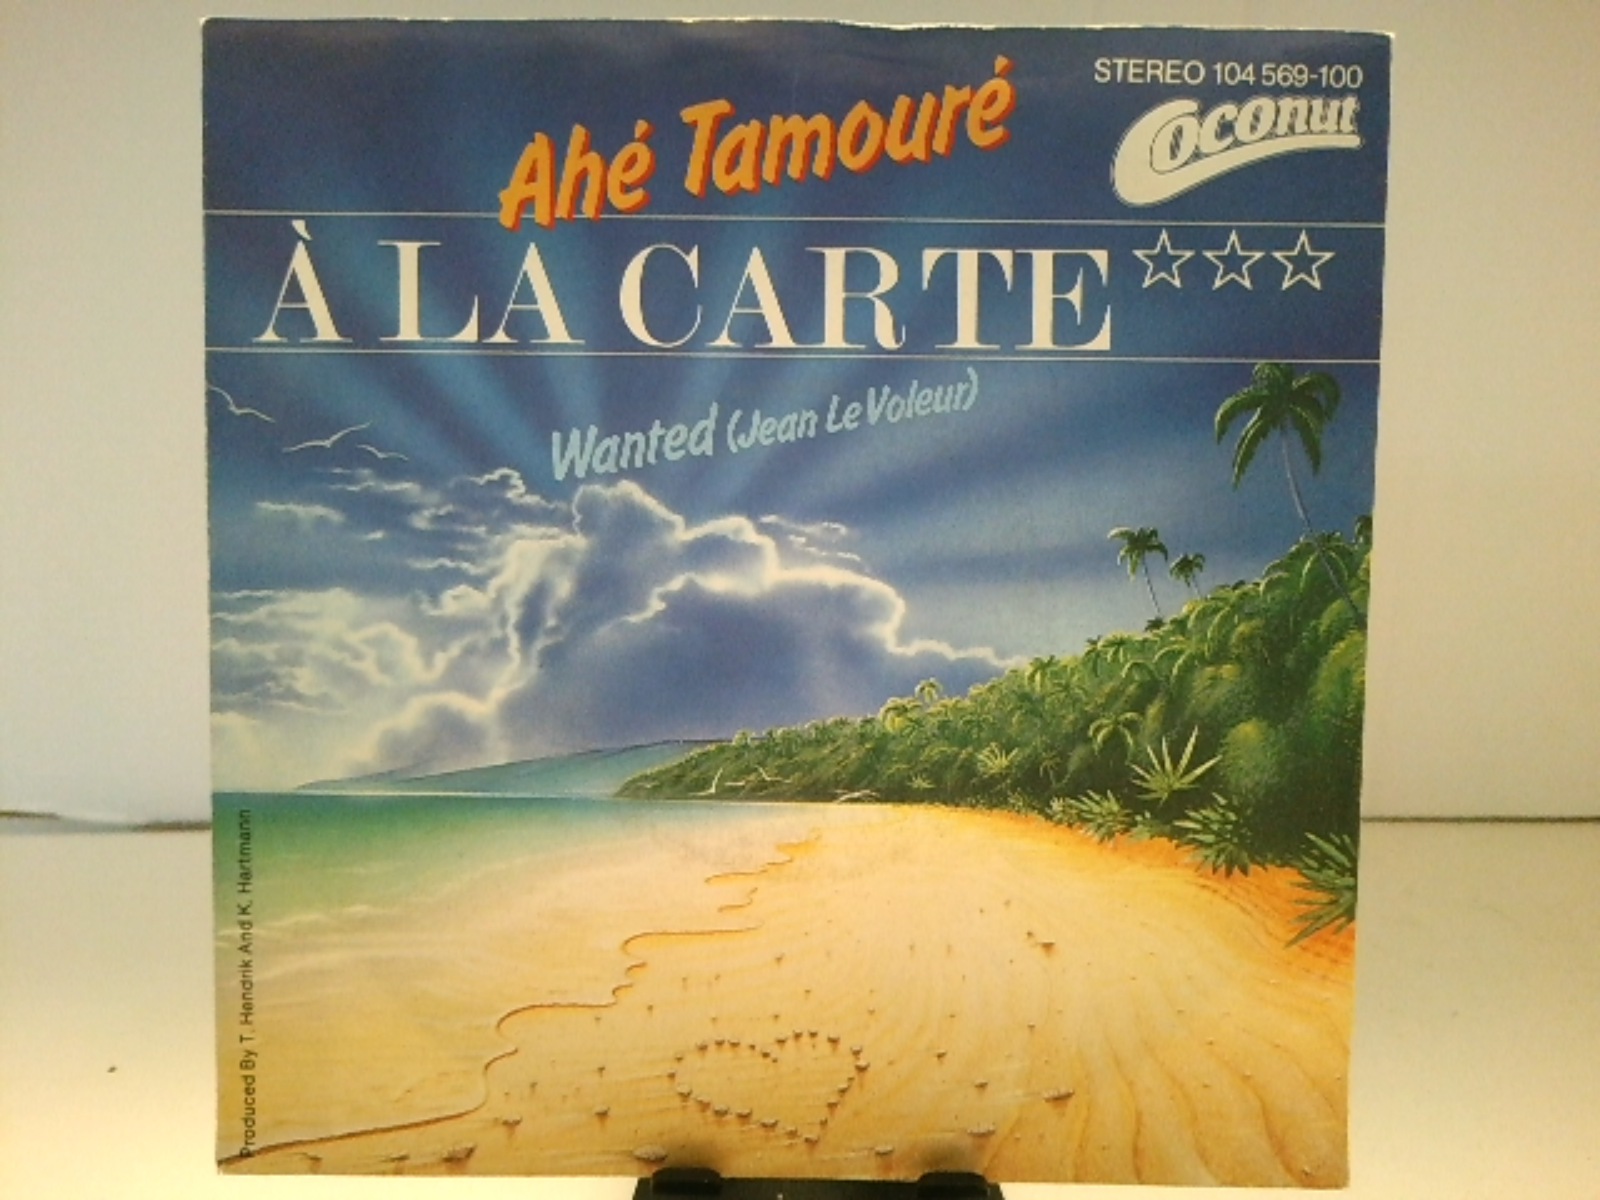 STEREO 104 569-100
Coconut
Ahé Tamouré
À LA CARTE
Wanted (Jean Le Voleur)
Produced By T. Hendrik And K. Hartmann